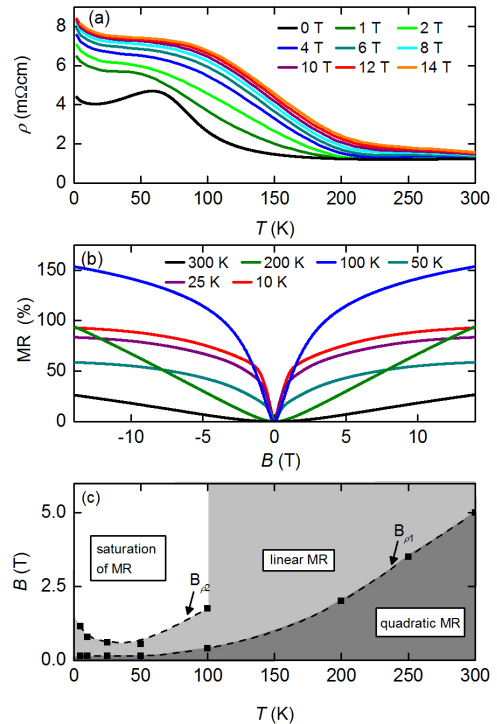 (a)
0 T 1 T 2 T
4 T 6 T 8 T
10 T 12 T 14 T
ρ (mΩcm)
8
6
4
2
0
0 50 100 150 200 250 300
T (K)
(b)
300 K 200 K 100 K 50 K
25 K 10 K
MR (%)
150
100
50
0
-10 -5 0 5 10
B (T)
(c)
B (T)
5.0
2.5
0.0
saturation
of MR
linear MR
quadratic MR
Bρ2
Bρ1
0 50 100 150 200 250 300
T (K)